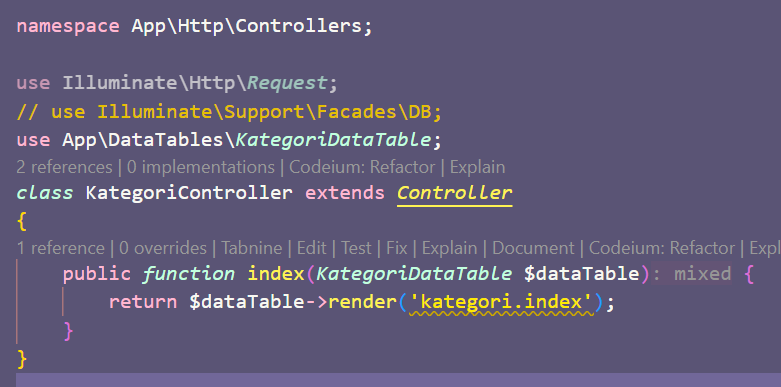 namespace App\Http\Controllers;
use Illuminate\Http\Request;
// use Illuminate\Support\Facades\DB;
use App\DataTables\KategoriDataTable;
2 references | 0 implementations | Codeium: Refactor | Explain
class KategoriController extends Controller
{
1 reference | 0 overrides | Tabnine | Edit | Test | Fix | Explain | Document | Codeium: Refactor | Expl
public function index(KategoriDataTable $dataTable): mixed {
return $dataTable->render('kategori.index');
}
}